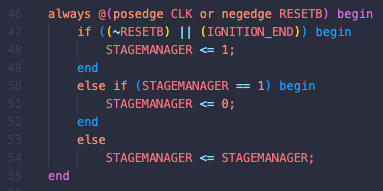 46 always @(posedge CLK or negedge RESETB) begin
47 if ((~RESETB) || (IGNITION_END)) begin
48 STAGEMANAGER <= 1;
49 end
50 else if (STAGEMANAGER == 1) begin
51 STAGEMANAGER <= 0;
52 end
53 else
54 STAGEMANAGER <= STAGEMANAGER;
55 end